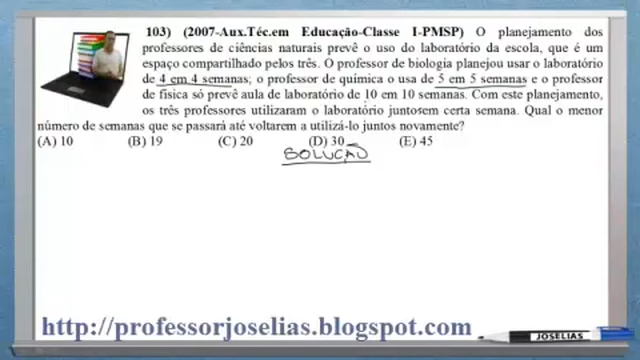 103) (2007-Aux.Téc.em Educação-Classe I-PMSP) O planejamento dos
professores de ciências naturais prevê o uso do laboratório da escola, que é um
espaço compartilhado pelos três. O professor de biologia planejou usar o laboratório
de 4 em 4 semanas; o professor de química o usa de 5 em 5 semanas e o professor
de física só prevê aula de laboratório de 10 em 10 semanas. Com este planejamento,
os três professores utilizaram o laboratório juntosem certa semana. Qual o menor
número de semanas que se passará até voltarem a utilizá-lo juntos novamente?
(A) 10 (B) 19 (C) 20 (D) 30 (E) 45
SOLUÇÃO
http://professorjoselias.blogspot.com
JOSELIAS